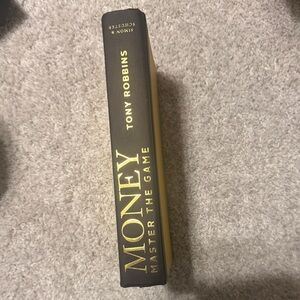 MONEY
MASTER THE GAME
TONY ROBBINS
SIMON &
SCHUSTER